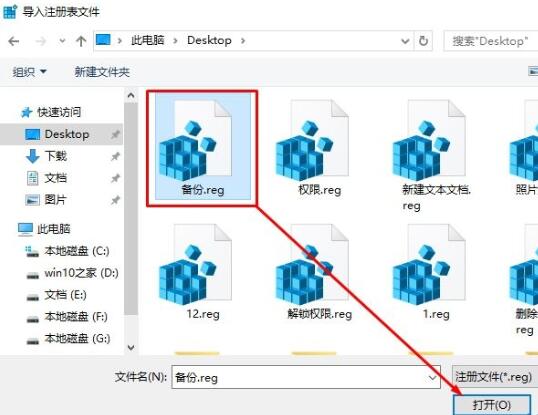 导入注册表文件
此电脑 › Desktop ›
搜索"Desktop"
组织
新建文件夹
快速访问
Desktop
下载
文档
图片
此电脑
本地磁盘 (C:)
win10之家 (D:)
文档 (E:)
本地磁盘 (F:)
本地磁盘 (G:)
备份.reg
权限.reg
新建文本文档.
reg
照片
12.reg
解锁权限.reg
1.reg
删除
reg
文件名(N):
备份.reg
注册文件(*.reg)
打开(O)